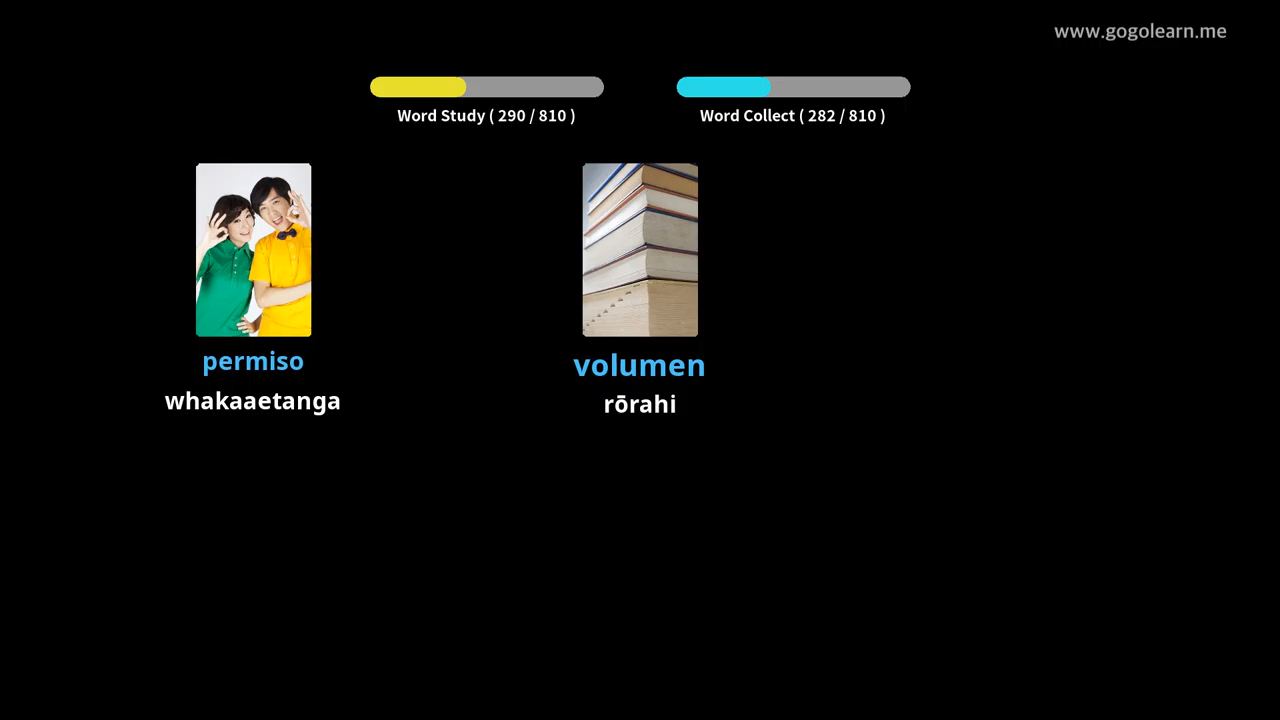 www.gogolearn.me
Word Study ( 290 / 810 )
Word Collect ( 282 / 810 )
permiso
whakaaetanga
volumen
rōrahi